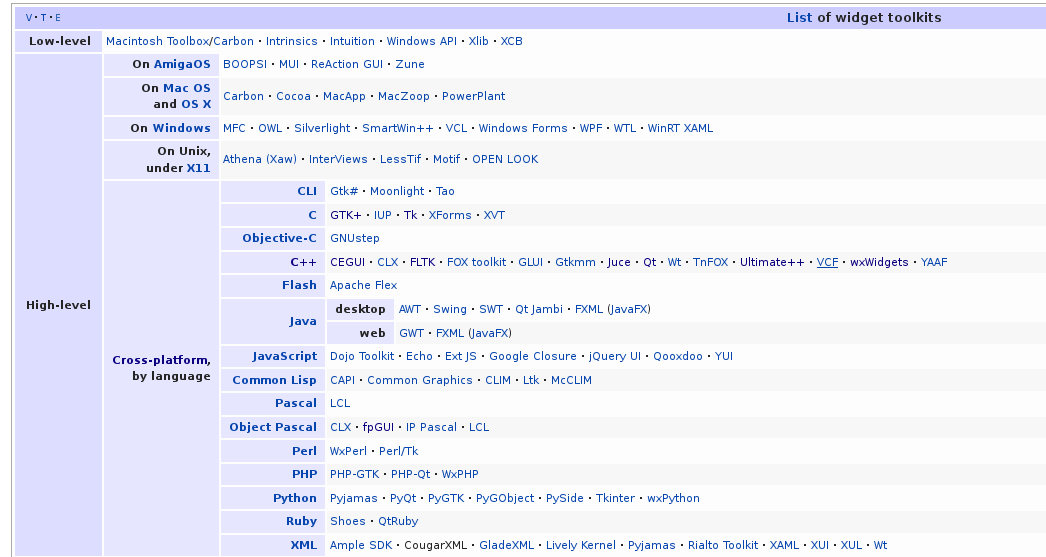 V · T · E List of widget toolkits
Low-level Macintosh Toolbox/Carbon · Intrinsics · Intuition · Windows API · Xlib · XCB
High-level
On AmigaOS BOOPSI · MUI · ReAction GUI · Zune
On Mac OS
and OS X
Carbon · Cocoa · MacApp · MacZoop · PowerPlant
On Windows MFC · OWL · Silverlight · SmartWin++ · VCL · Windows Forms · WPF · WTL · WinRT XAML
On Unix,
under X11
Athena (Xaw) · InterViews · LessTif · Motif · OPEN LOOK
Cross-platform,
by language
CLI Gtk# · Moonlight · Tao
C GTK+ · IUP · Tk · XForms · XVT
Objective-C GNUstep
C++ CEGUI · CLX · FLTK · FOX toolkit · GLUI · Gtkmm · Juce · Qt · Wt · TnFOX · Ultimate++ · VCF · wxWidgets · YAAF
Flash Apache Flex
Java
desktop AWT · Swing · SWT · Qt Jambi · FXML (JavaFX)
web GWT · FXML (JavaFX)
JavaScript Dojo Toolkit · Echo · Ext JS · Google Closure · jQuery UI · Qooxdoo · YUI
Common Lisp CAPI · Common Graphics · CLIM · Ltk · McCLIM
Pascal LCL
Object Pascal CLX · fpGUI · IP Pascal · LCL
Perl WxPerl · Perl/Tk
PHP PHP-GTK · PHP-Qt · WxPHP
Python Pyjamas · PyQt · PyGTK · PyGObject · PySide · Tkinter · wxPython
Ruby Shoes · QtRuby
XML Ample SDK · CougarXML · GladeXML · Lively Kernel · Pyjamas · Rialto Toolkit · XAML · XUI · XUL · Wt